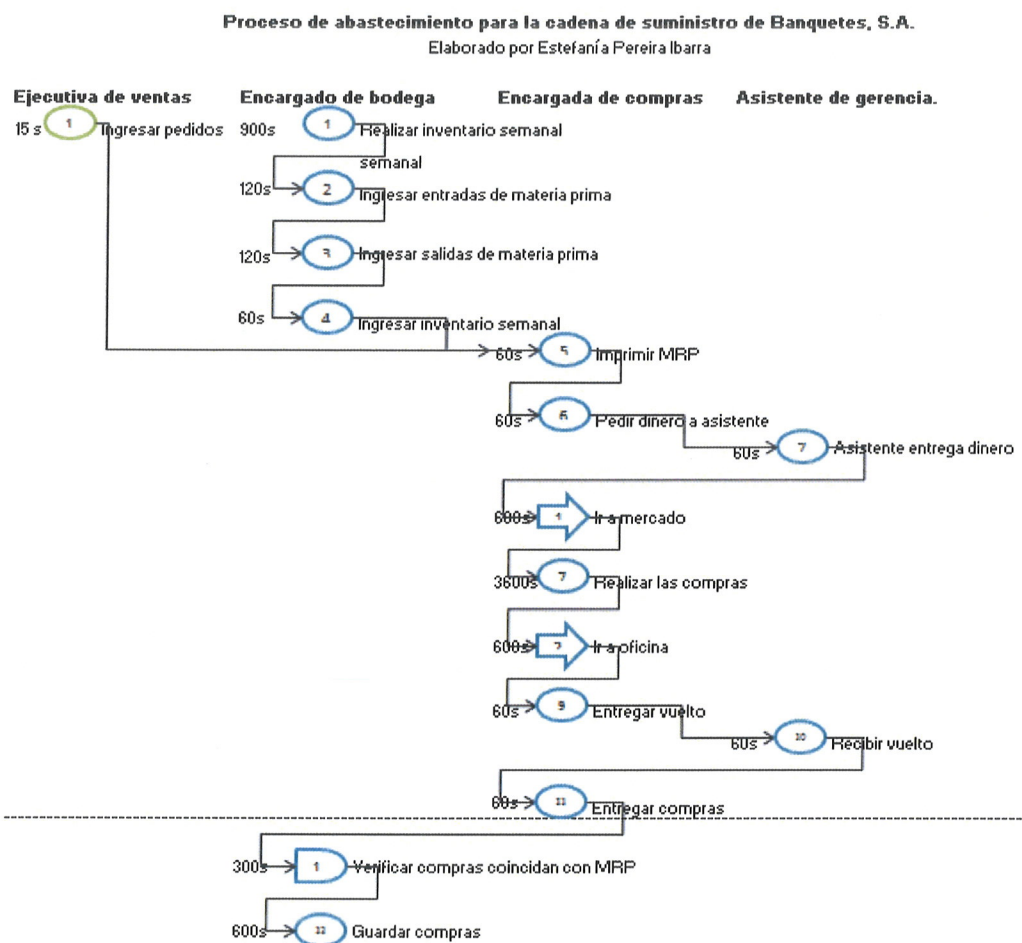 Proceso de abastecimiento para la cadena de suministro de Banquetes, S.A.
Elaborado por Estefanía Pereira Ibarra
Ejecutiva de ventas Encargado de bodega Encargada de compras Asistente de gerencia.
15 s 1 Ingresar pedidos 900s 1 Realizar inventario semanal
semanal
120s 2 Ingresar entradas de materia prima
120s 3 Ingresar salidas de materia prima
60s 4 Ingresar inventario semanal
60s 5 Imprimir MRP
60s 6 Pedir dinero a asistente
60s 7 Asistente entrega dinero
600s 1 Ir a mercado
3600s 7 Realizar las compras
600s 2 Ir a oficina
60s 9 Entregar vuelto
60s 10 Recibir vuelto
60s 11 Entregar compras
300s 1 Verificar compras coincidan con MRP
600s 12 Guardar compras